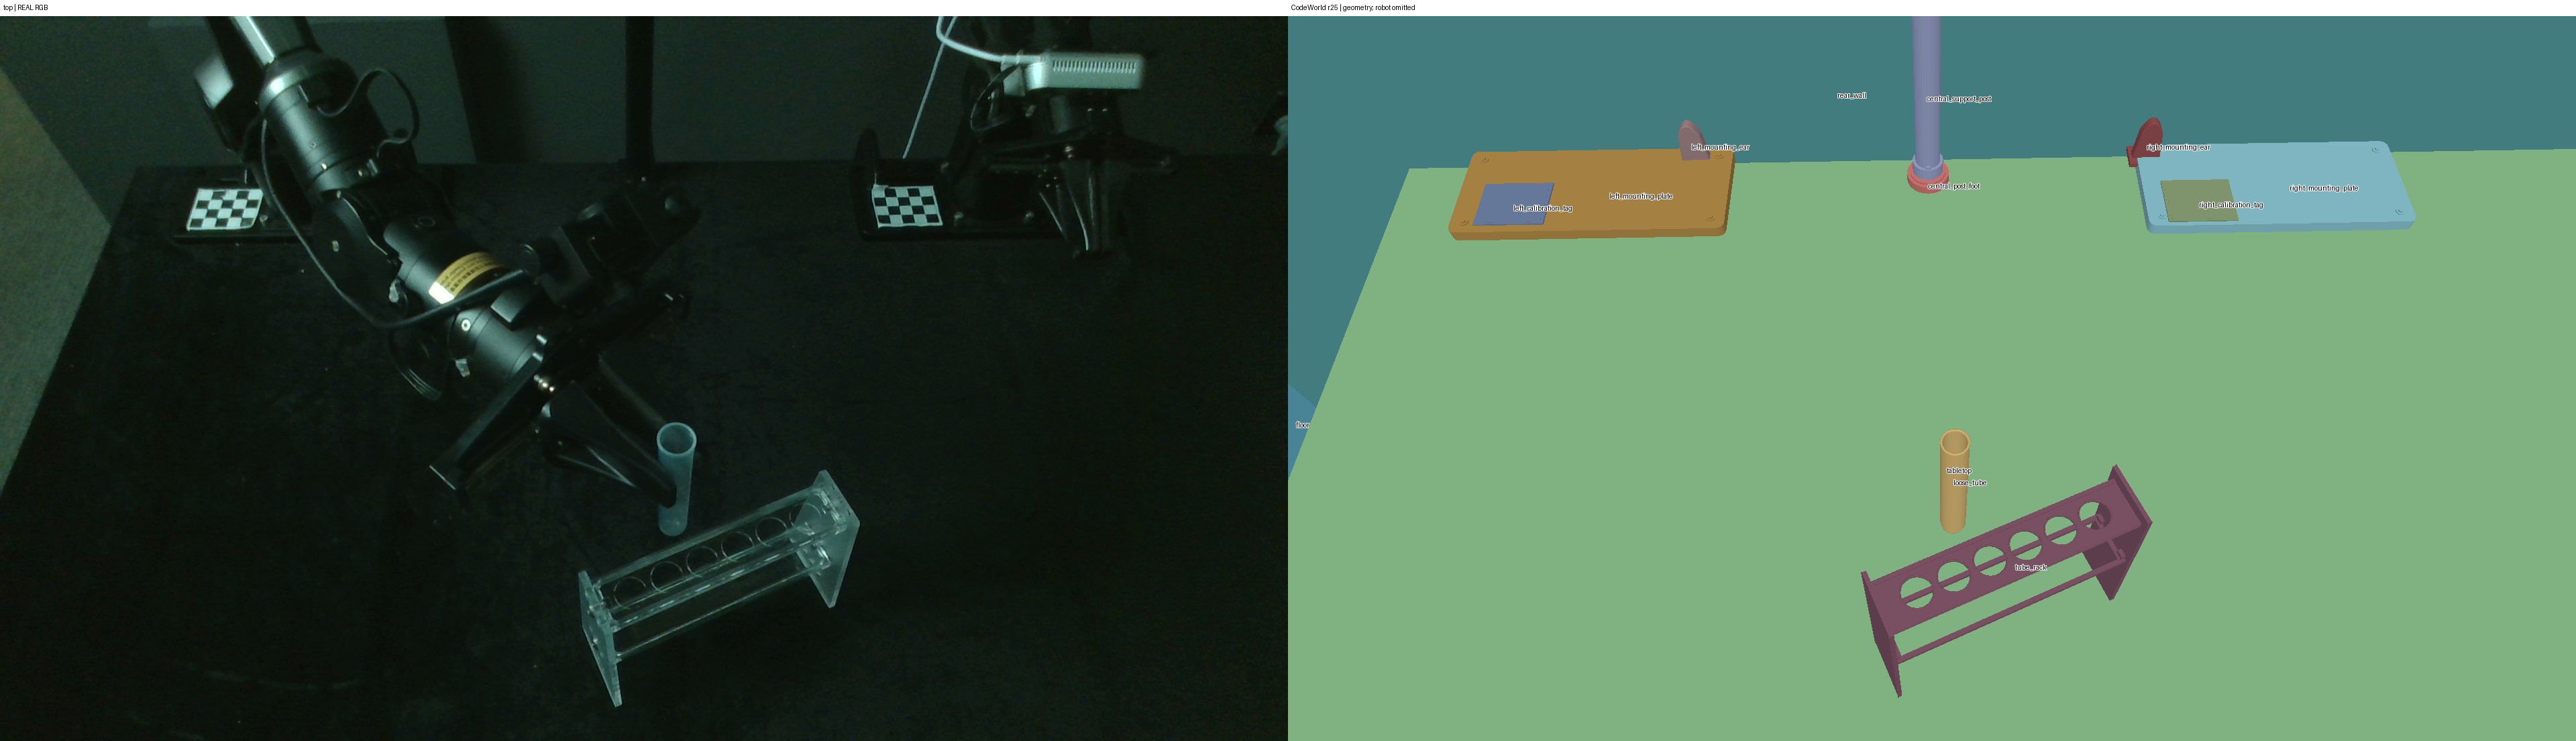 top | REAL RGB
CodeWorld r25 | geometry; robot omitted
rear_wall
central_support_post
left_mounting_ear
right_mounting_ear
central_post_foot
left_mounting_plate
right_mounting_plate
left_calibration_tag
right_calibration_tag
floor
tabletop
loose_tube
tube_rack